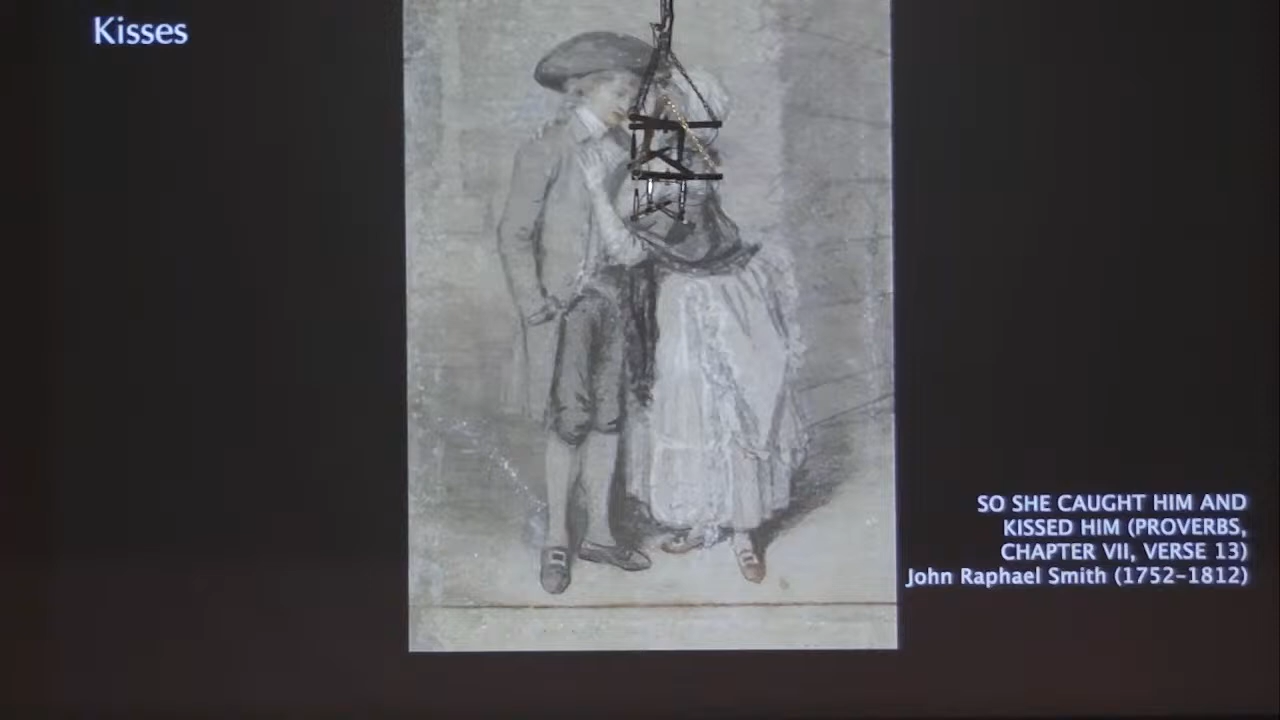 Kisses
SO SHE CAUGHT HIM AND
KISSED HIM (PROVERBS,
CHAPTER VII, VERSE 13)
John Raphael Smith (1752-1812)